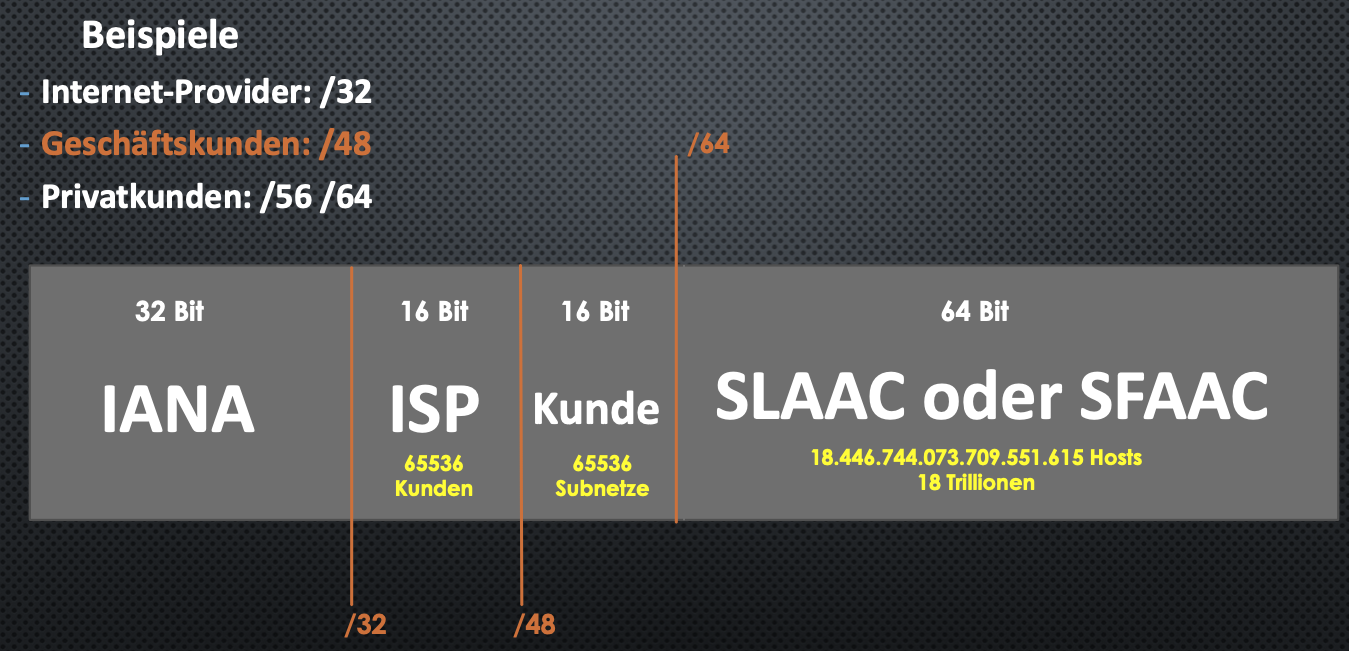 Beispiele
- Internet-Provider: /32
- Geschäftskunden: /48
- Privatkunden: /56 /64
/64
32 Bit
16 Bit
16 Bit
64 Bit
IANA
ISP
Kunde
SLAAC oder SFAAC
65536
Kunden
65536
Subnetze
18.446.744.073.709.551.615 Hosts
18 Trillionen
/32
/48